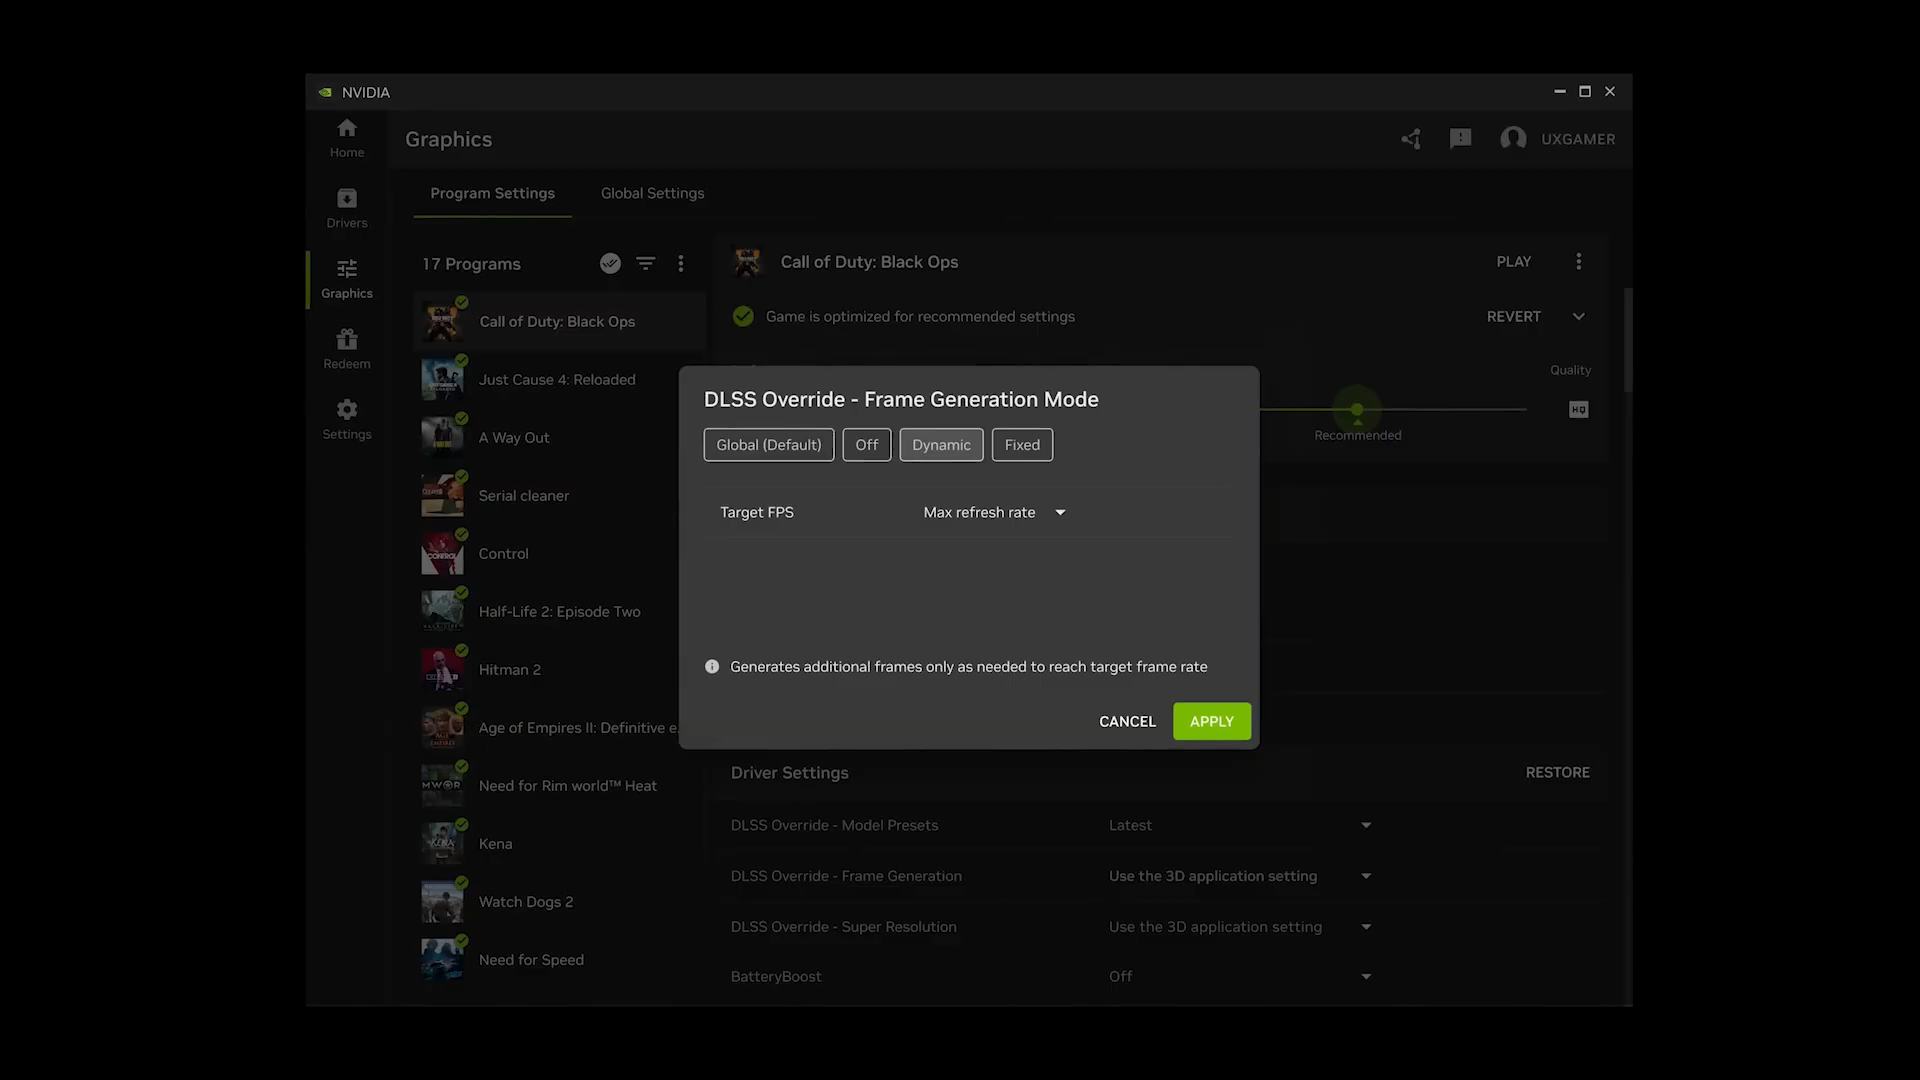 NVIDIA
Home
Graphics
UXGAMER
Drivers
Program Settings
Global Settings
Graphics
17 Programs
Call of Duty: Black Ops
PLAY
Call of Duty: Black Ops
Game is optimized for recommended settings
REVERT
Redeem
Just Cause 4: Reloaded
Quality
HQ
Recommended
Settings
A Way Out
DLSS Override - Frame Generation Mode
Global (Default)
Off
Dynamic
Fixed
Serial cleaner
Target FPS
Max refresh rate
Control
Half-Life 2: Episode Two
Hitman 2
Generates additional frames only as needed to reach target frame rate
Age of Empires II: Definitive e
CANCEL
APPLY
Need for Rim world™ Heat
Driver Settings
RESTORE
Kena
DLSS Override - Model Presets
Latest
Watch Dogs 2
DLSS Override - Frame Generation
Use the 3D application setting
DLSS Override - Super Resolution
Use the 3D application setting
Need for Speed
BatteryBoost
Off